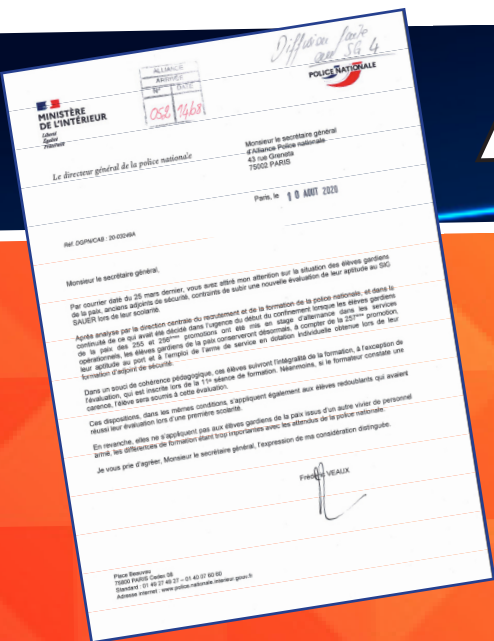 Diffusion faite
aux SG 4
ALLIANCE
ARRIVÉE
N° DATE
052 14/08
POLICE NATIONALE
MINISTÈRE
DE L'INTÉRIEUR
Liberté
Égalité
Fraternité
Le directeur général de la police nationale
Monsieur le secrétaire général
d'Alliance Police nationale
43 rue Greneta
75002 PARIS
Paris, le 10 AOUT 2020
Réf. DGPN/CAB : 20-03249A
Monsieur le secrétaire général,
Par courrier daté du 25 mars dernier, vous avez attiré mon attention sur la situation des élèves gardiens
de la paix, anciens adjoints de sécurité, contraints de subir une nouvelle évaluation de leur aptitude au SIG
SAUER lors de leur scolarité.
Après analyse par la direction centrale du recrutement et de la formation de la police nationale, et dans la
continuité de ce qui avait été décidé dans l'urgence du début du confinement lorsque les élèves gardiens
de la paix des 255 et 256èmes promotions ont été mis en stage d'alternance dans les services
opérationnels, les élèves gardiens de la paix conserveront désormais, à compter de la 257ème promotion,
leur aptitude au port et à l'emploi de l'arme de service en dotation individuelle obtenue lors de leur
formation d'adjoint de sécurité.
Dans un souci de cohérence pédagogique, ces élèves suivront l'intégralité de la formation, à l'exception de
l'évaluation, qui est inscrite lors de la 11e séance de formation. Néanmoins, si le formateur constate une
carence, l'élève sera soumis à cette évaluation.
Ces dispositions, dans les mêmes conditions, s'appliquent également aux élèves redoublants qui avaient
réussi leur évaluation lors d'une première scolarité.
En revanche, elles ne s'appliquent pas aux élèves gardiens de la paix issus d'un autre vivier de personnel
armé, les différences de formation étant trop importantes avec les attendus de la police nationale.
Je vous prie d'agréer, Monsieur le secrétaire général, l'expression de ma considération distinguée.
Frédéric VEAUX
Place Beauvau
75800 PARIS Cedex 08
Standard : 01 49 27 49 27 – 01 40 07 60 60
Adresse internet : www.police-nationale.interieur.gouv.fr